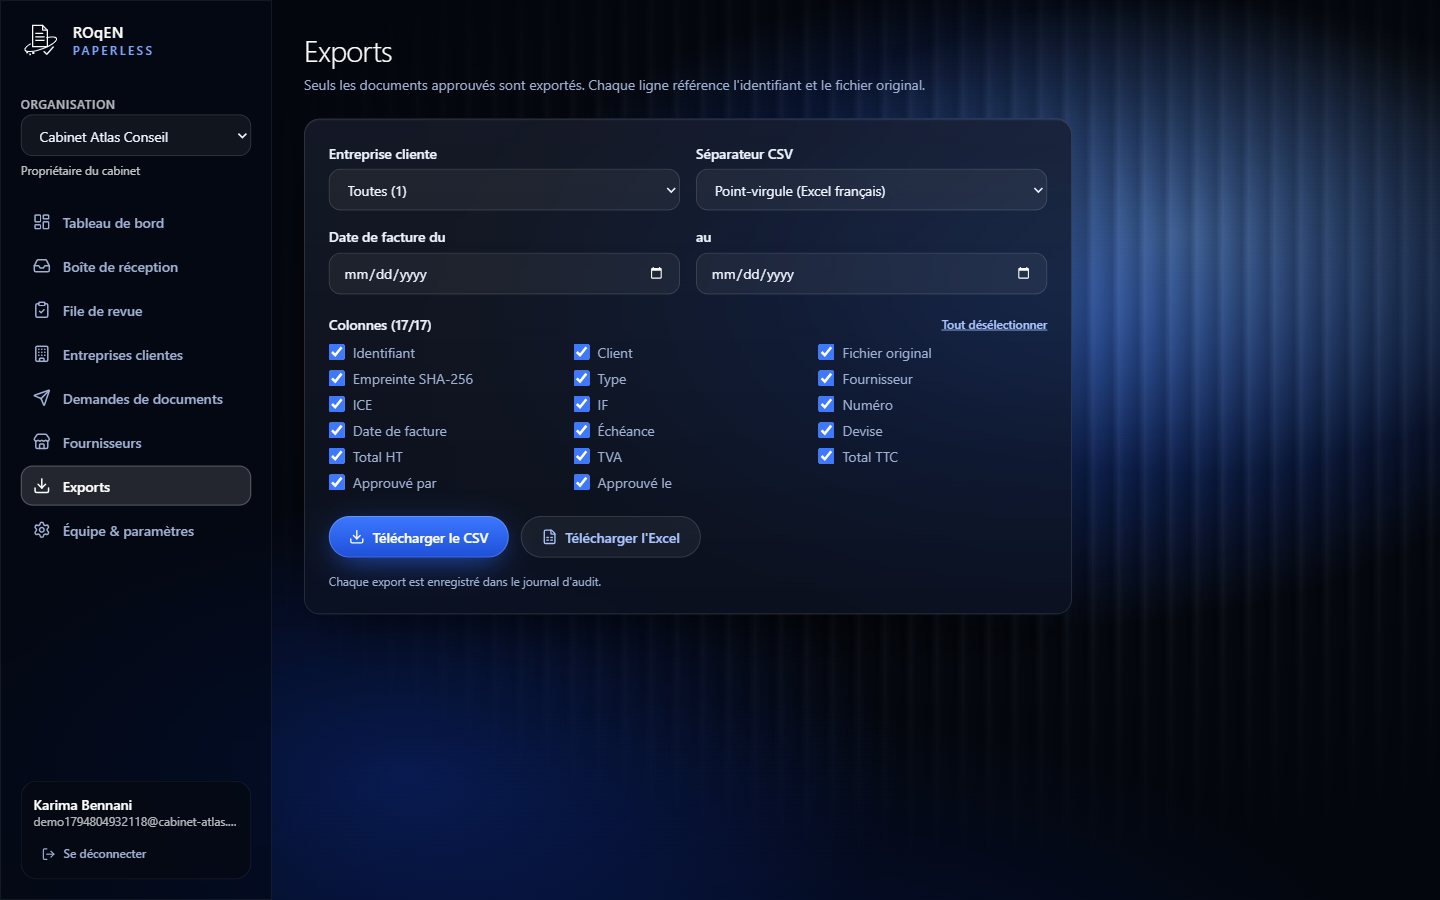 ROqEN
PAPERLESS
ORGANISATION
Cabinet Atlas Conseil
Propriétaire du cabinet
Tableau de bord
Boîte de réception
File de revue
Entreprises clientes
Demandes de documents
Fournisseurs
Exports
Équipe & paramètres
Karima Bennani
demo1794804932118@cabinet-atlas....
Se déconnecter
Exports
Seuls les documents approuvés sont exportés. Chaque ligne référence l'identifiant et le fichier original.
Entreprise cliente
Séparateur CSV
Toutes (1)
Point-virgule (Excel français)
Date de facture du
au
mm/dd/yyyy
mm/dd/yyyy
Colonnes (17/17)
Tout désélectionner
Identifiant
Client
Fichier original
Empreinte SHA-256
Type
Fournisseur
ICE
IF
Numéro
Date de facture
Échéance
Devise
Total HT
TVA
Total TTC
Approuvé par
Approuvé le
Télécharger le CSV
Télécharger l'Excel
Chaque export est enregistré dans le journal d'audit.